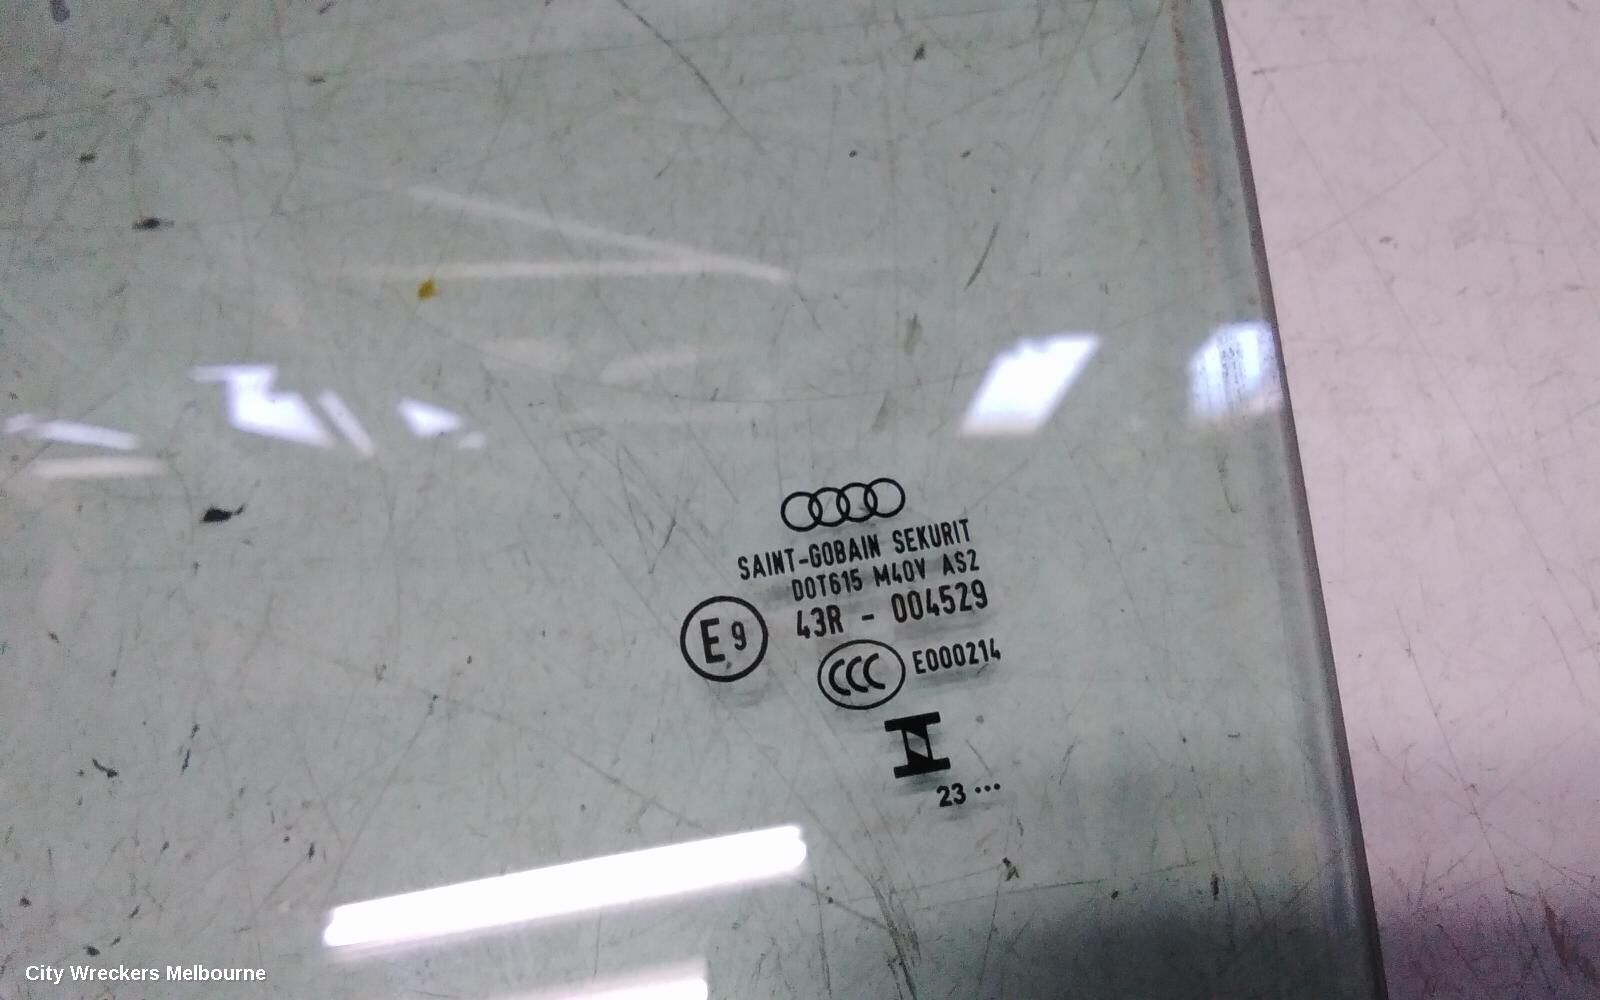 SAINT-GOBAIN SEKURIT
DOT615 M40V AS2
43R - 004529
E9
CCC E000214
23 ...
City Wreckers Melbourne